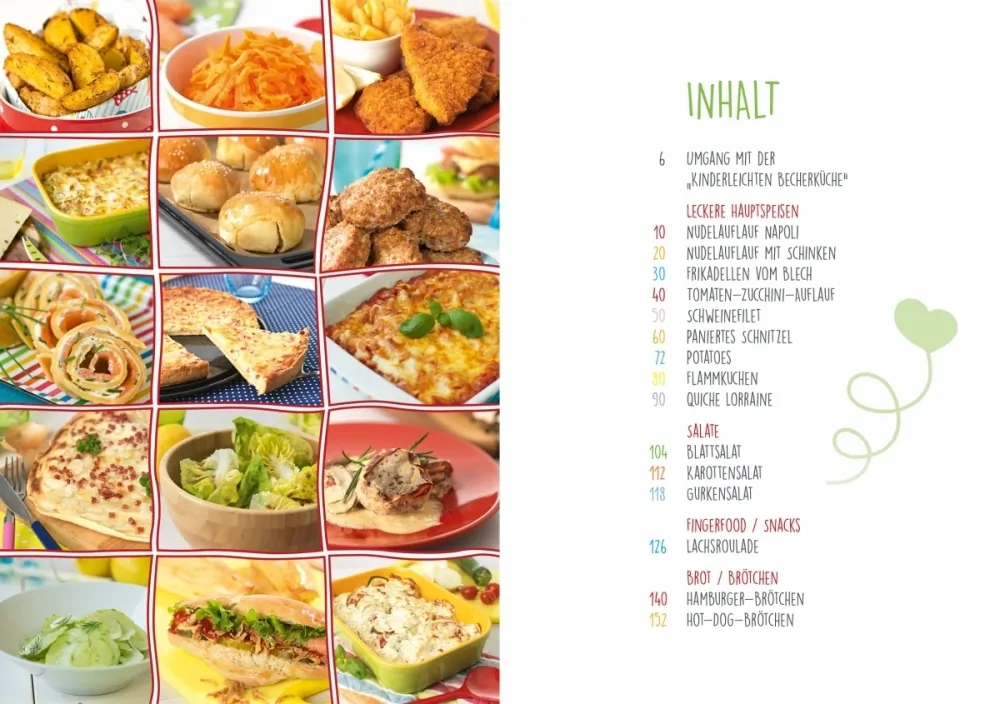 INHALT
6 UMGANG MIT DER
„KINDERLEICHTEN BECHERKÜCHE“
LECKERE HAUPTSPEISEN
10 NUDELAUFLAUF NAPOLI
20 NUDELAUFLAUF MIT SCHINKEN
30 FRIKADELLEN VOM BLECH
40 TOMATEN-ZUCCHINI-AUFLAUF
50 SCHWEINEFILET
60 PANIERTES SCHNITZEL
72 POTATOES
80 FLAMMKUCHEN
90 QUICHE LORRAINE
SALATE
104 BLATTSALAT
112 KAROTTENSALAT
118 GURKENSALAT
FINGERFOOD / SNACKS
126 LACHSROULADE
BROT / BRÖTCHEN
140 HAMBURGER-BRÖTCHEN
152 HOT-DOG-BRÖTCHEN